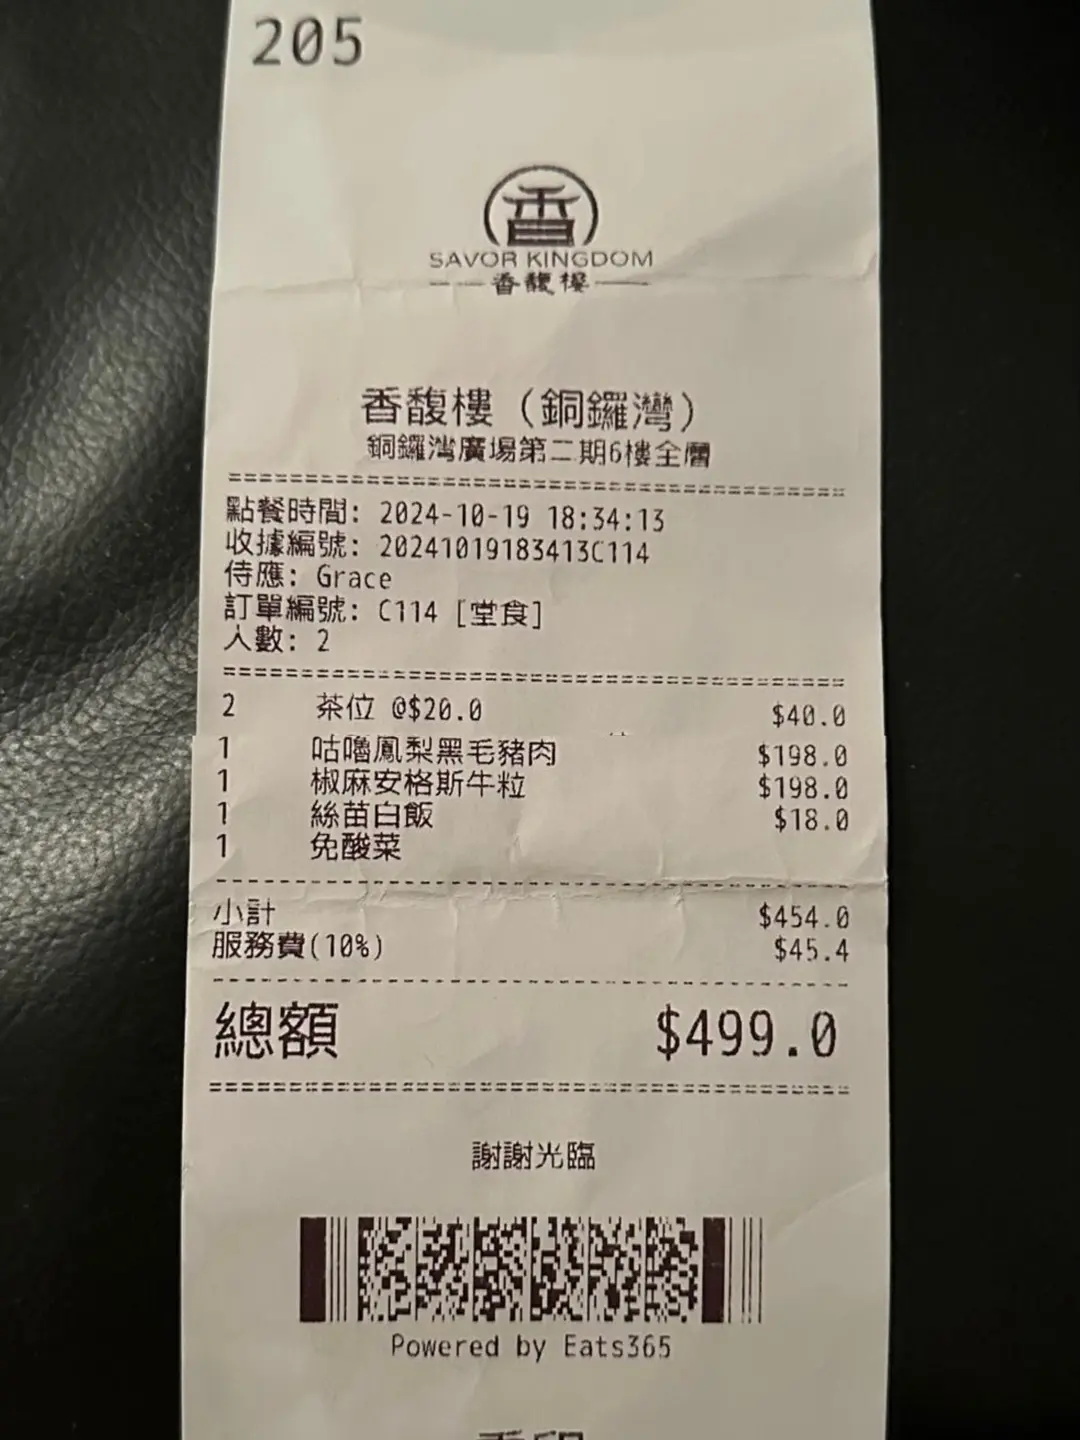 205
香
SAVOR KINGDOM
香馥樓
香馥樓（銅鑼灣）
銅鑼灣廣場第二期6樓全層
點餐時間: 2024-10-19 18:34:13
收據編號: 20241019183413C114
侍應: Grace
訂單編號: C114 [堂食]
人數: 2
2 茶位 @$20.0 $40.0
1 咕嚕鳳梨黑毛豬肉 $198.0
1 椒麻安格斯牛粒 $198.0
1 絲苗白飯 $18.0
1 免酸菜
小計 $454.0
服務費(10%) $45.4
總額 $499.0
謝謝光臨
Powered by Eats365